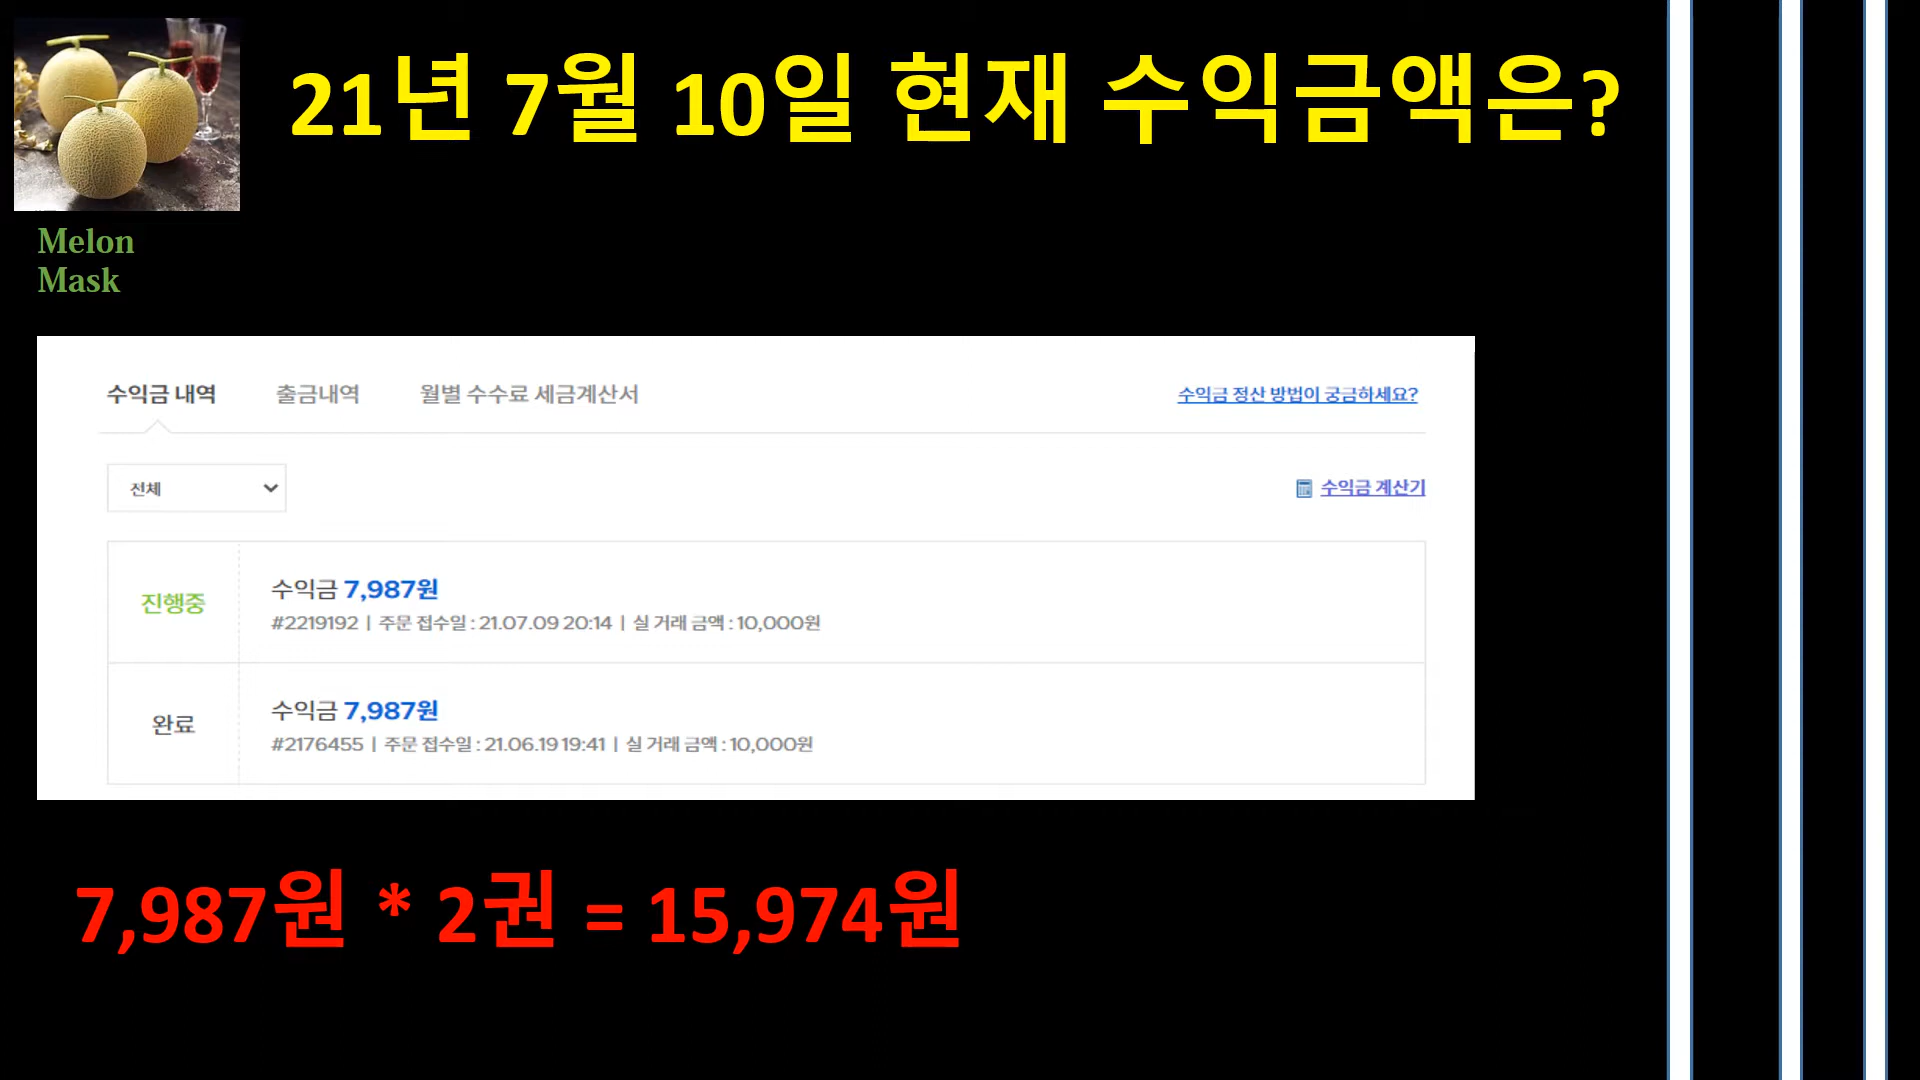 21년 7월 10일 현재 수익금액은?
Melon
Mask
수익금 내역 출금내역 월별 수수료 세금계산서 수익금 정산 방법이 궁금하세요?
전체 수익금 계산기
진행중 수익금 7,987원
#2219192 | 주문 접수일 : 21.07.09 20:14 | 실 거래 금액 : 10,000원
완료 수익금 7,987원
#2176455 | 주문 접수일 : 21.06.19 19:41 | 실 거래 금액 : 10,000원
7,987원 * 2권 = 15,974원